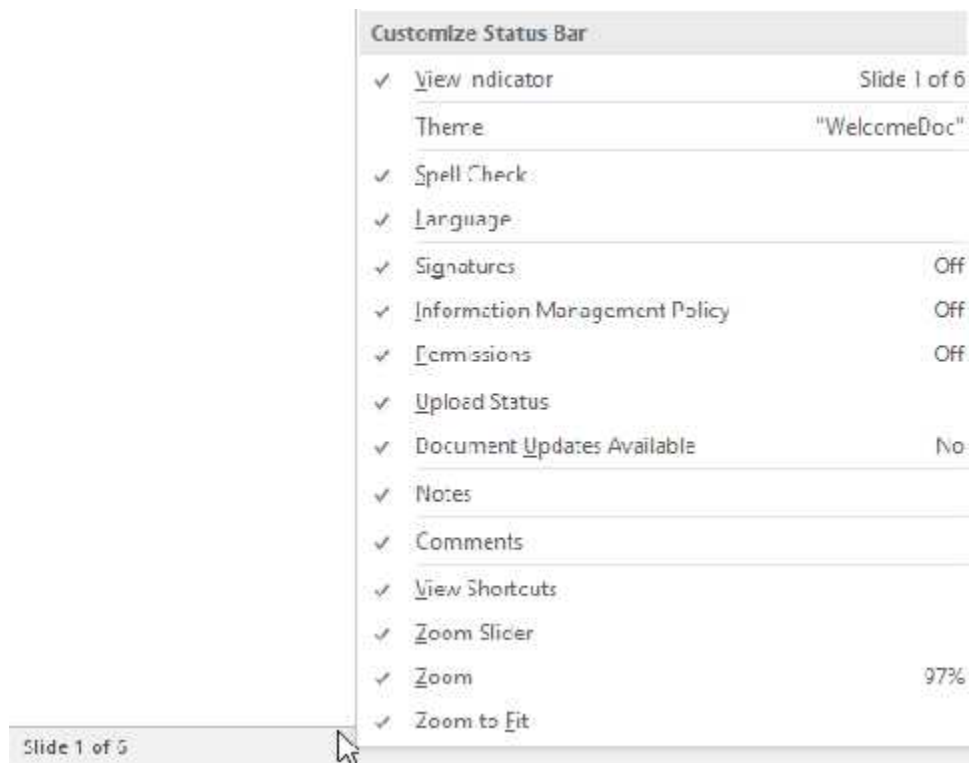 Customize Status Bar
View Indicator Slide 1 of 6
Theme "WelcomeDoc"
Spell Check
Language
Signatures Off
Information Management Policy Off
Permissions Off
Upload Status
Document Updates Available No
Notes
Comments
View Shortcuts
Zoom Slider
Zoom 97%
Zoom to Fit
Slide 1 of 6